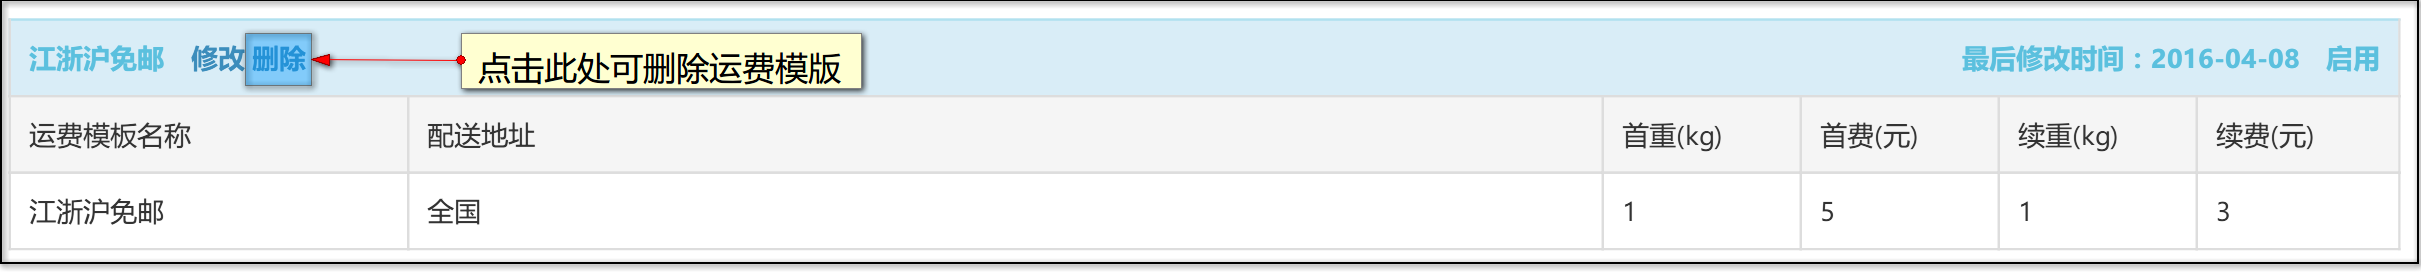 江浙沪免邮 修改 删除 点击此处可删除运费模版 最后修改时间：2016-04-08 启用
运费模板名称 配送地址 首重(kg) 首费(元) 续重(kg) 续费(元)
江浙沪免邮 全国 1 5 1 3